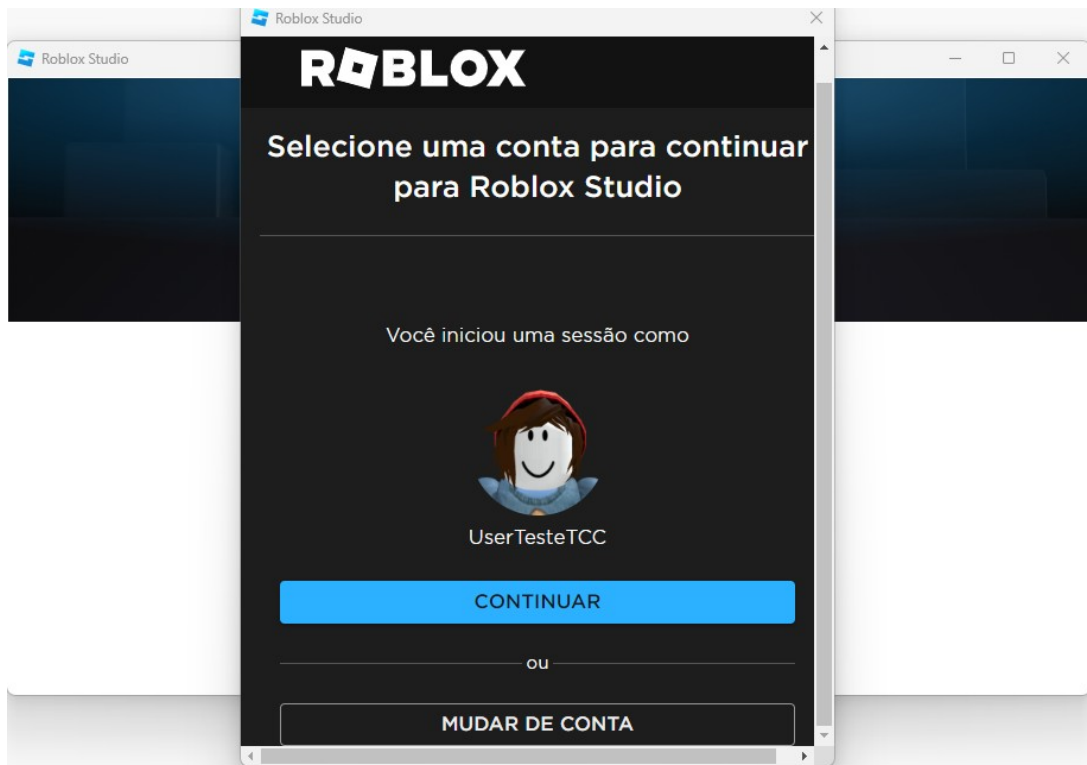 Roblox Studio
Roblox Studio
ROBLOX
Selecione uma conta para continuar
para Roblox Studio
Você iniciou uma sessão como
UserTesteTCC
CONTINUAR
ou
MUDAR DE CONTA